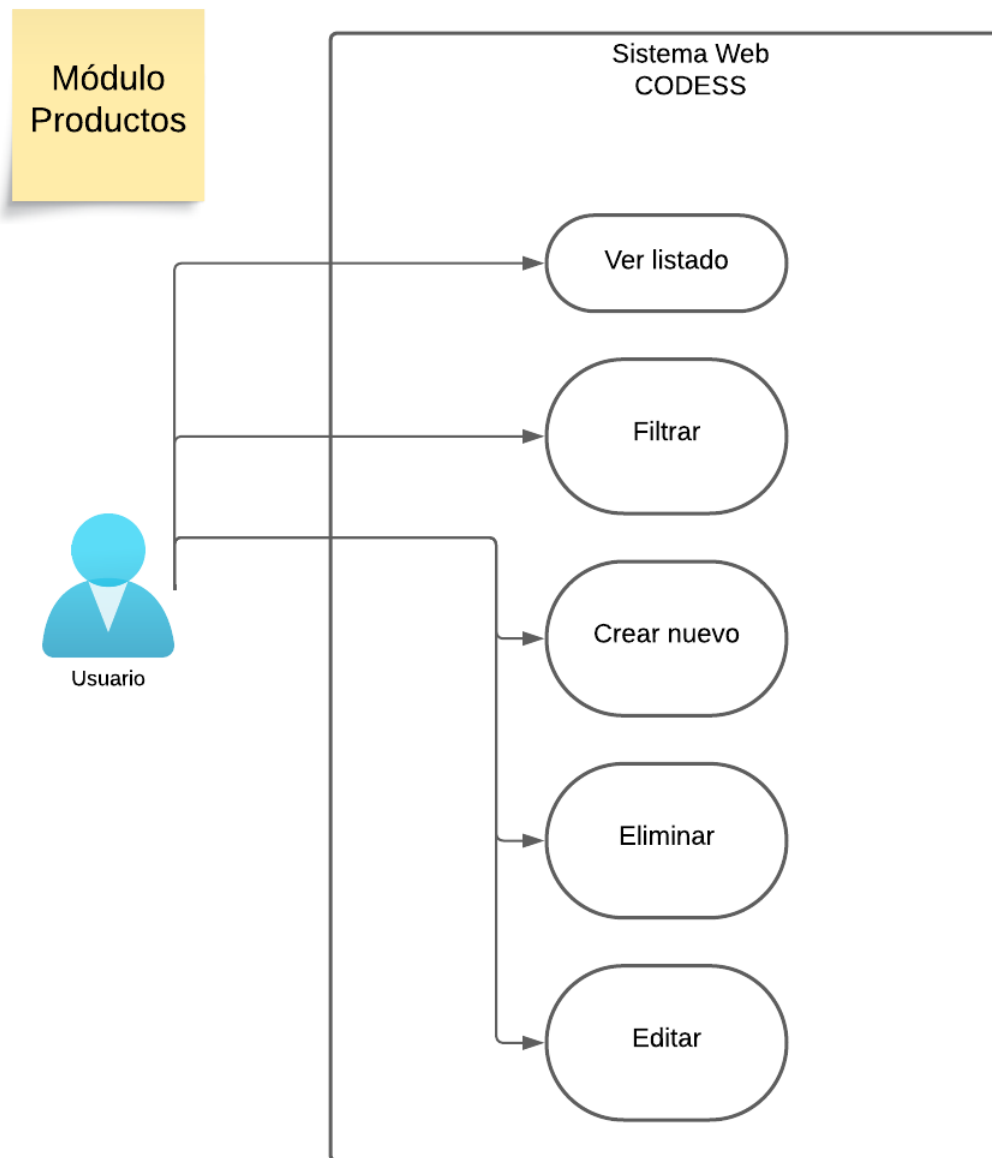 Módulo
Productos
Sistema Web
CODESS
Ver listado
Filtrar
Crear nuevo
Usuario
Eliminar
Editar